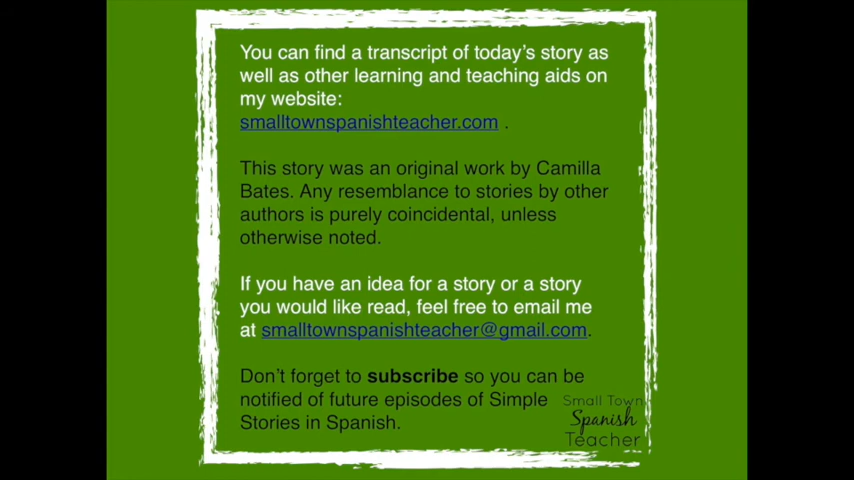 You can find a transcript of today's story as
well as other learning and teaching aids on
my website:
smalltownspanishteacher.com .
This story was an original work by Camilla
Bates. Any resemblance to stories by other
authors is purely coincidental, unless
otherwise noted.
If you have an idea for a story or a story
you would like read, feel free to email me
at smalltownspanishteacher@gmail.com.
Don't forget to subscribe so you can be
notified of future episodes of Simple
Stories in Spanish.
Small Town
Spanish
Teacher